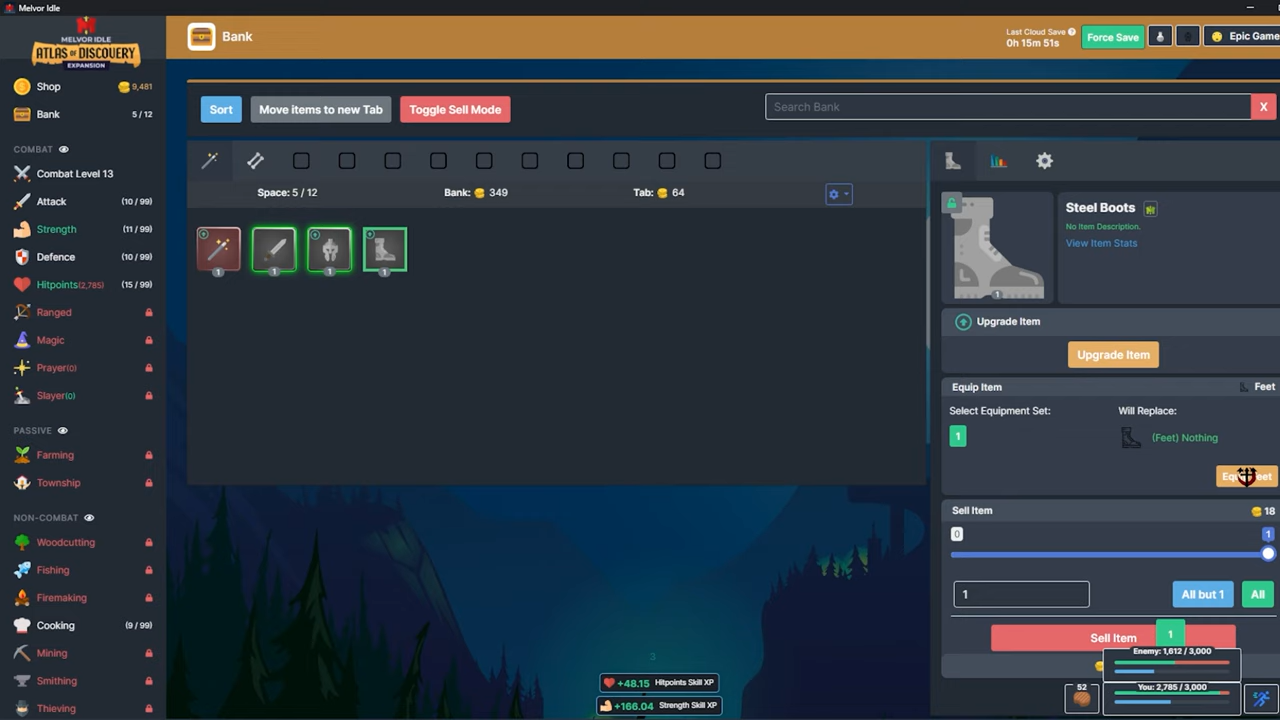 Melvor Idle
MELVOR IDLE
ATLAS OF DISCOVERY
EXPANSION
Bank
Last Cloud Save
0h 15m 51s
Force Save
Epic Game
Shop
9,481
Bank
5 / 12
COMBAT
Combat Level 13
Attack
(10 / 99)
Strength
(11 / 99)
Defence
(10 / 99)
Hitpoints(2,785)
(15 / 99)
Ranged
Magic
Prayer(0)
Slayer(0)
PASSIVE
Farming
Township
NON-COMBAT
Woodcutting
Fishing
Firemaking
Cooking
(9 / 99)
Mining
Smithing
Thieving
Sort
Move items to new Tab
Toggle Sell Mode
Search Bank
X
Space: 5 / 12
Bank: 349
Tab: 64
1
1
1
1
Steel Boots
No Item Description.
View Item Stats
1
Upgrade Item
Upgrade Item
Equip Item
Feet
Select Equipment Set:
Will Replace:
1
(Feet) Nothing
Sell Item
18
0
1
1
All but 1
All
Sell Item
1
Enemy: 1,612 / 3,000
52
You: 2,785 / 3,000
3
+48.15 Hitpoints Skill XP
+166.04 Strength Skill XP